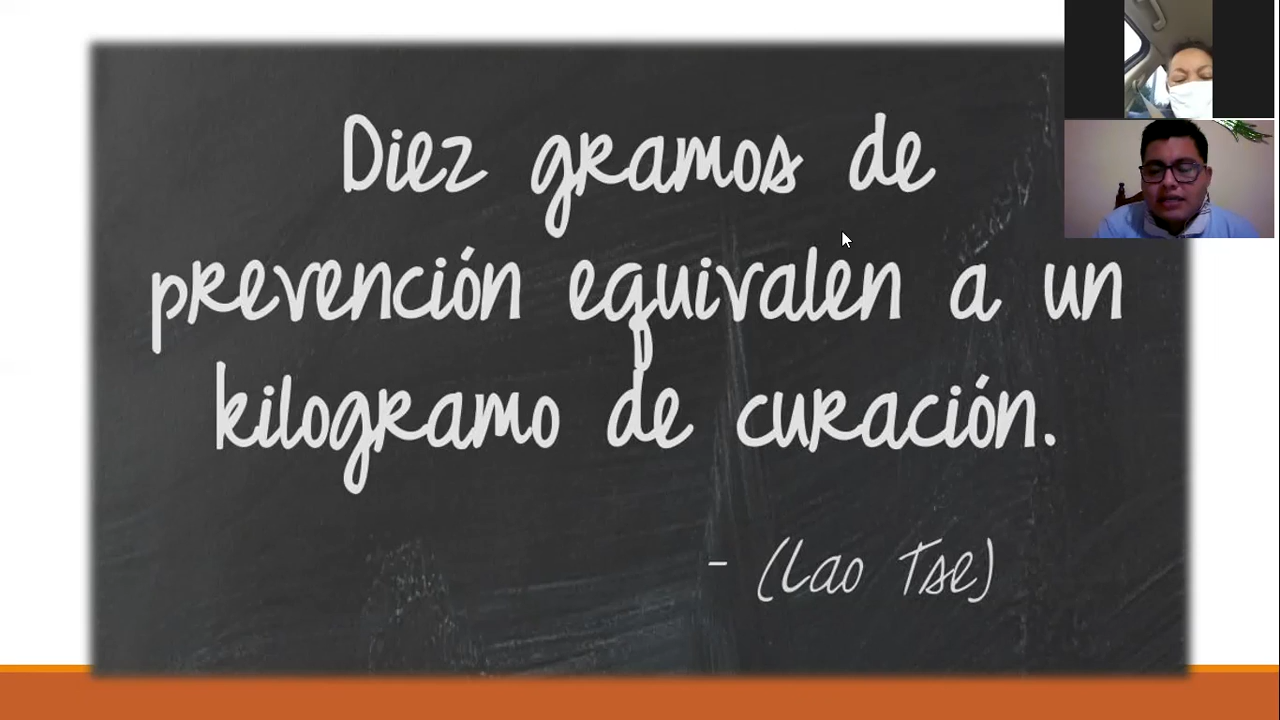 Diez gramos de
prevención equivalen a un
kilogramo de curación.
- (Lao Tse)